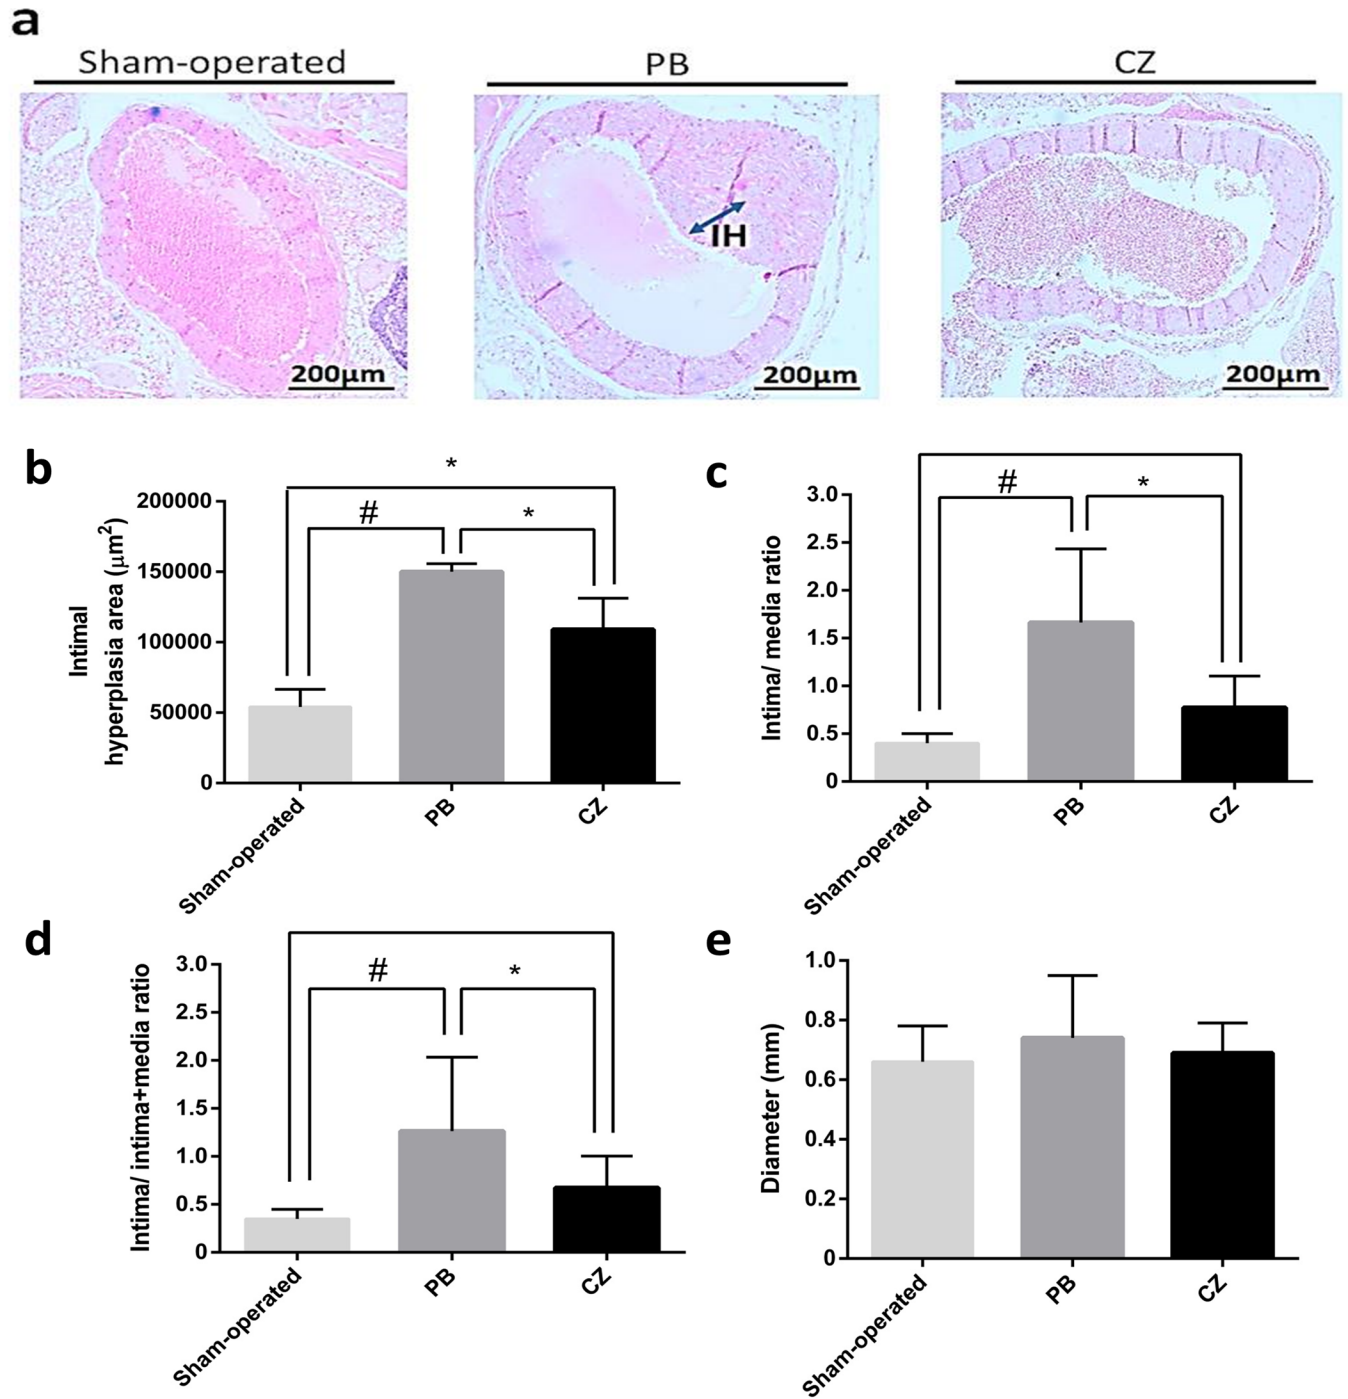 a
Sham-operated
PB
CZ
IH
200µm
200µm
200µm
b
*
#
*
200000
150000
100000
50000
0
Intimal
hyperplasia area (µm2)
Sham-operated
PB
CZ
c
#
*
3.0
2.5
2.0
1.5
1.0
0.5
0
Intima/ media ratio
Sham-operated
PB
CZ
d
#
*
3.0
2.5
2.0
1.5
1.0
0.5
0
Intima/ intima+media ratio
Sham-operated
PB
CZ
e
1.0
0.8
0.6
0.4
0.2
0
Diameter (mm)
Sham-operated
PB
CZ